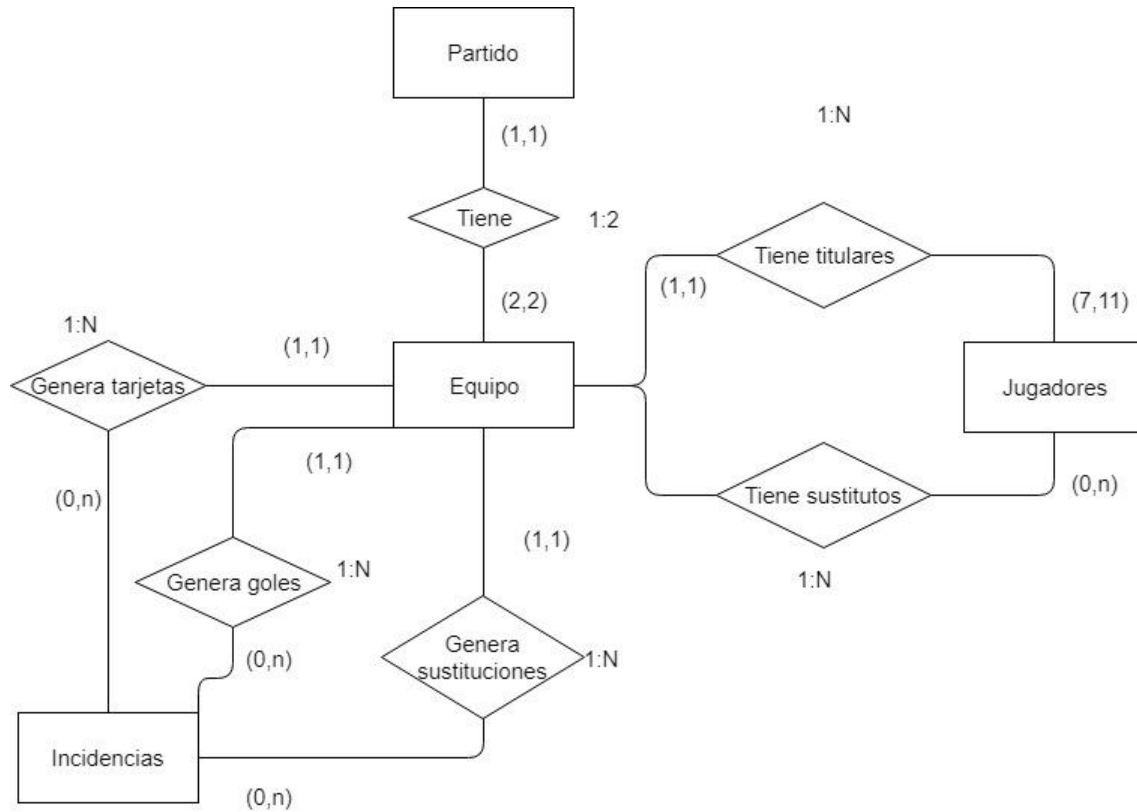 Partido
(1,1)
1:N
Tiene
1:2
Tiene titulares
(1,1)
(2,2)
(7,11)
1:N
(1,1)
Genera tarjetas
Equipo
Jugadores
(1,1)
(0,n)
Tiene sustitutos
(0,n)
(1,1)
1:N
Genera goles
1:N
Genera
sustituciones
1:N
(0,n)
Incidencias
(0,n)